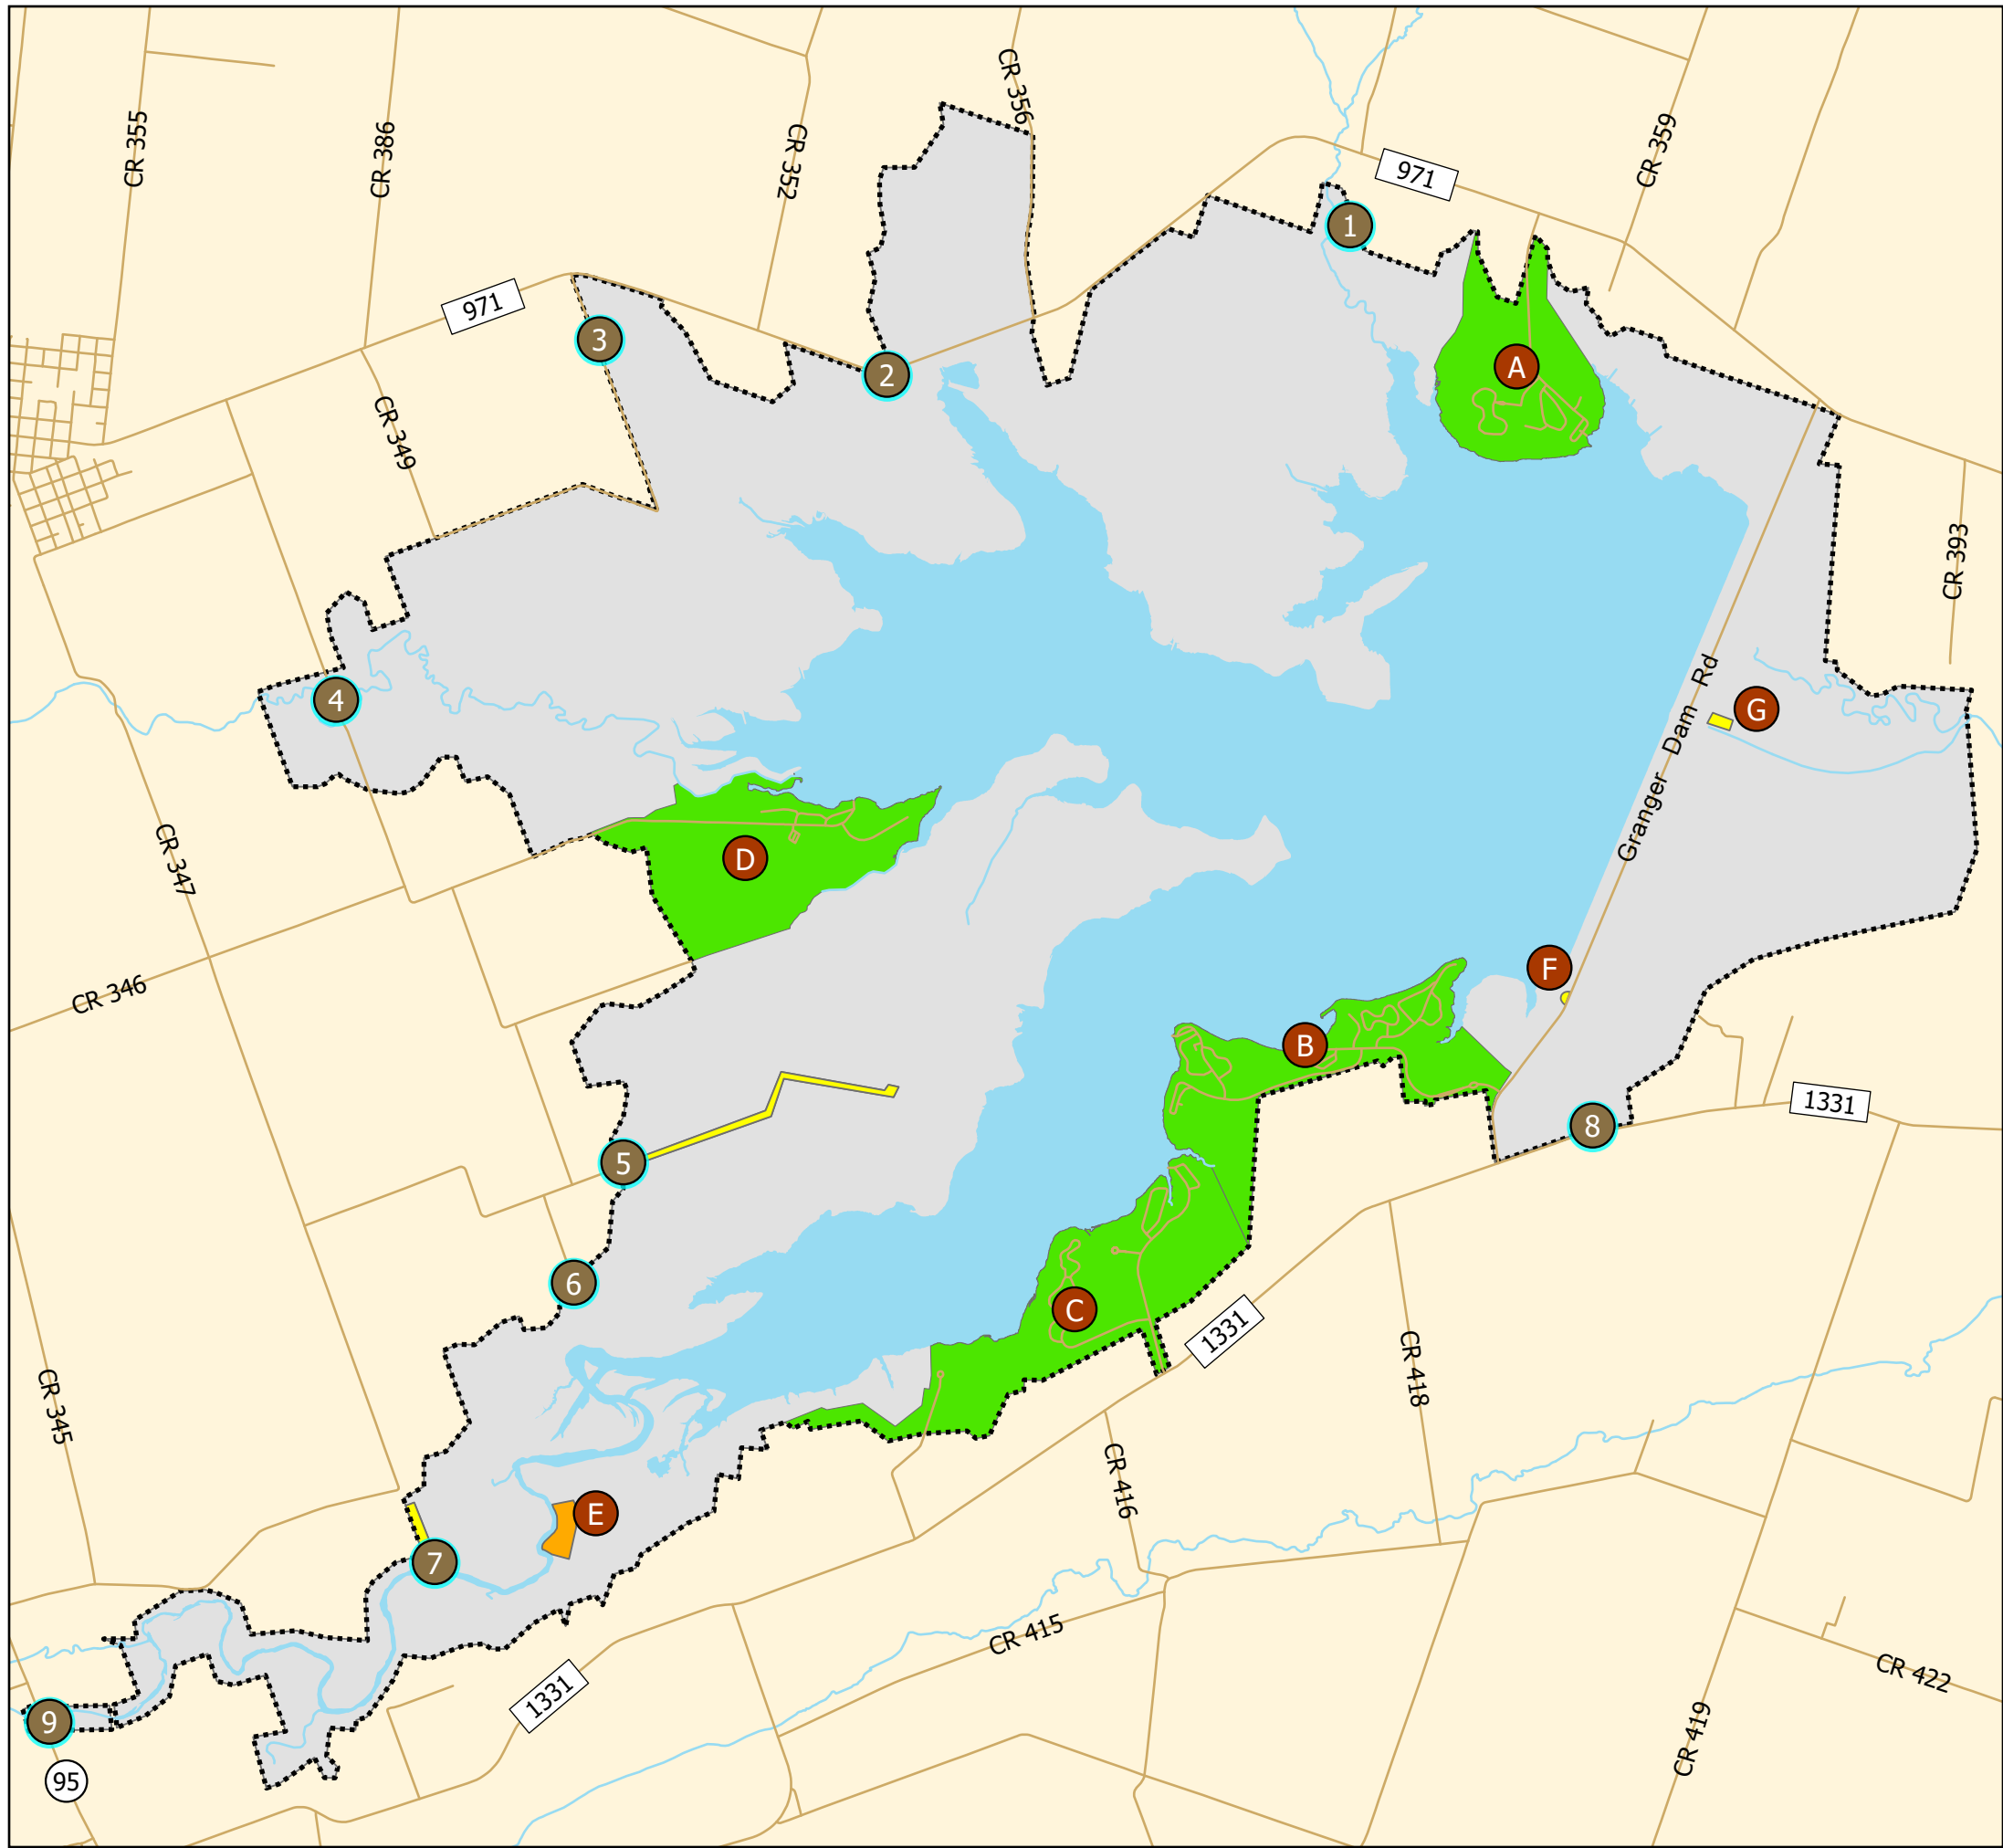 CR 356
CR 355
CR 386
CR 352
CR 359
971
1
971
3
A
2
CR 349
CR 393
4
G
Granger Dam Rd
CR 347
D
F
CR 346
B
1331
8
5
6
C
1331
CR 418
CR 345
CR 416
E
7
CR 415
CR 422
1331
9
CR 419
95